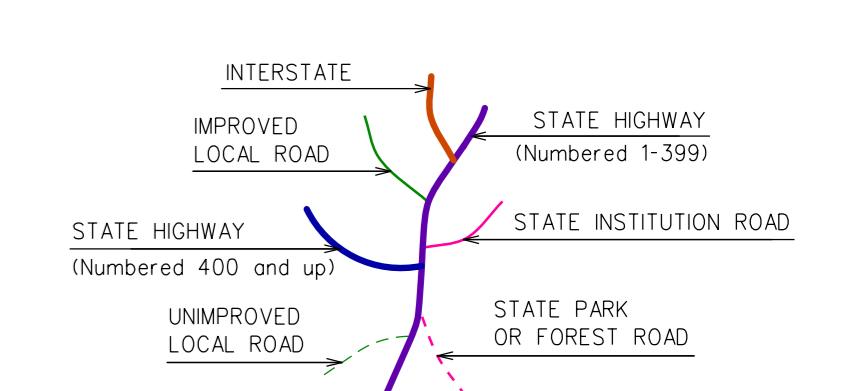 INTERSTATE
IMPROVED
LOCAL ROAD
STATE HIGHWAY
(Numbered 1-399)
STATE HIGHWAY
(Numbered 400 and up)
STATE INSTITUTION ROAD
UNIMPROVED
LOCAL ROAD
STATE PARK
OR FOREST ROAD